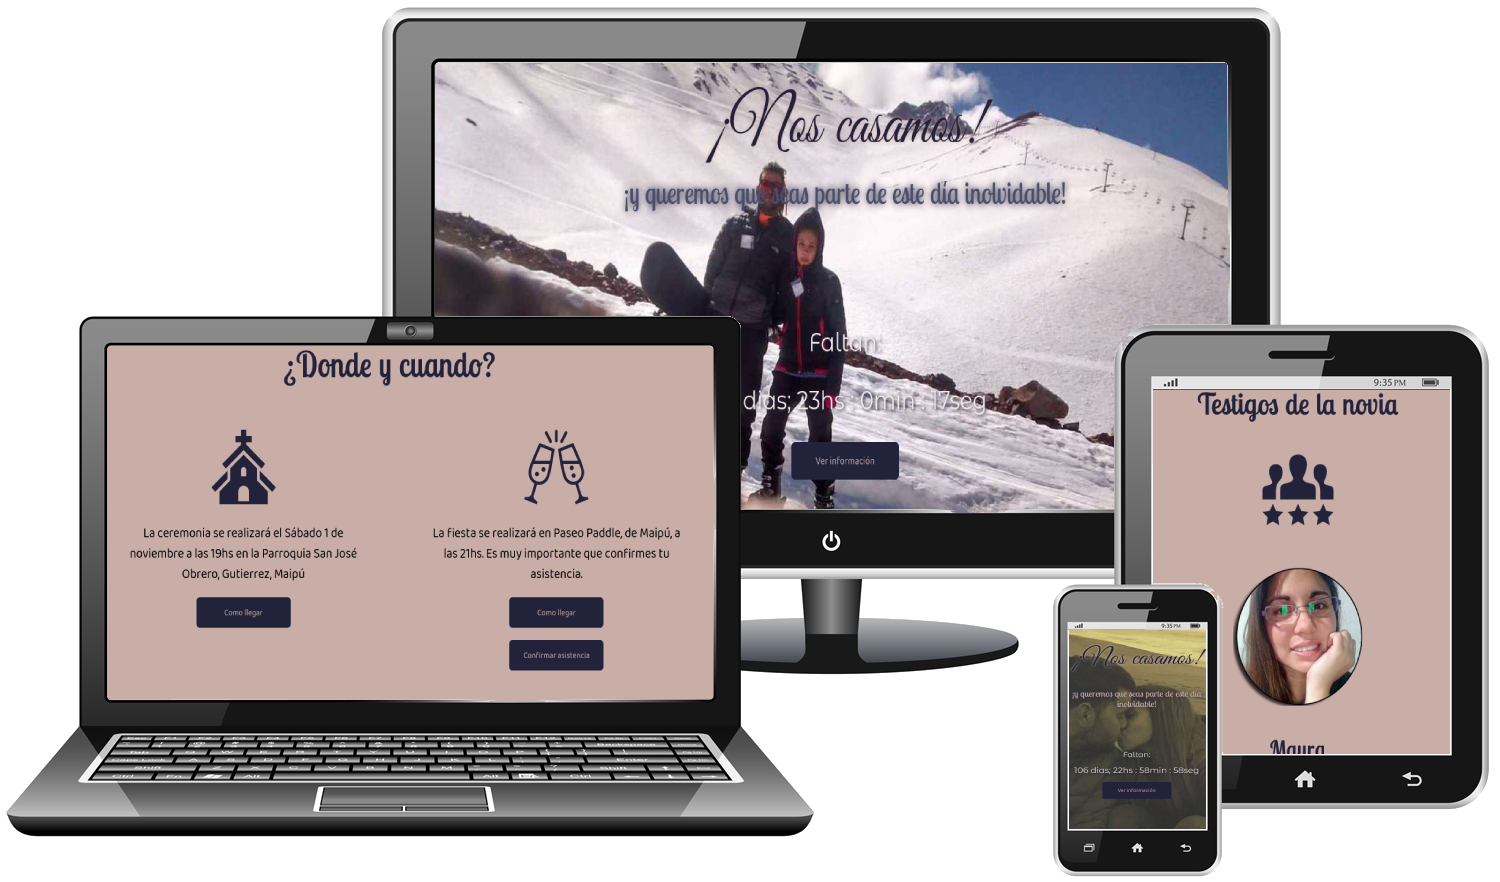 ¡Nos casamos!
¡y queremos que seas parte de este día inolvidable!
Faltan:
dias; 23hs : 0min : 17seg
Ver información
¿Donde y cuando?
La ceremonia se realizará el Sábado 1 de
noviembre a las 19hs en la Parroquia San José
Obrero, Gutierrez, Maipú
Como llegar
La fiesta se realizará en Paseo Paddle, de Maipú, a
las 21hs. Es muy importante que confirmes tu
asistencia.
Como llegar
Confirmar asistencia
9:35 PM
Testigos de la novia
Mayra
9:35 PM
¡Nos casamos!
¡y queremos que seas parte de este día
inolvidable!
Faltan:
106 dias; 22hs : 58min : 58seg
Ver información